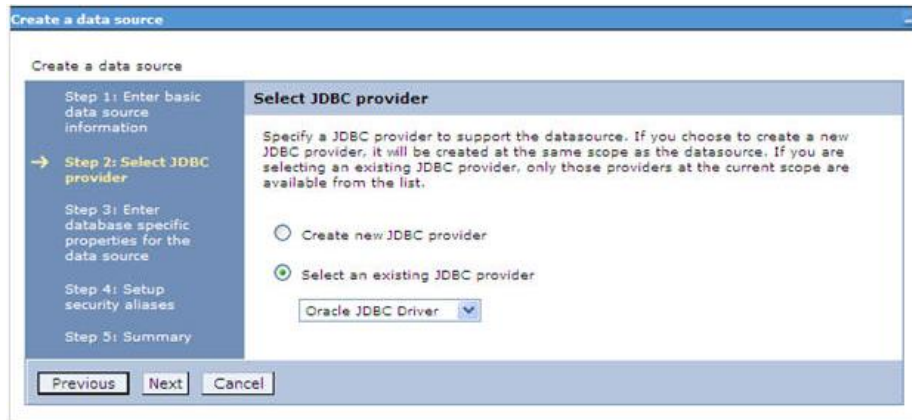 Create a data source
Create a data source
Step 1: Enter basic
data source
information
Step 2: Select JDBC
provider
Step 3: Enter
database specific
properties for the
data source
Step 4: Setup
security aliases
Step 5: Summary
Select JDBC provider
Specify a JDBC provider to support the datasource. If you choose to create a new
JDBC provider, it will be created at the same scope as the datasource. If you are
selecting an existing JDBC provider, only those providers at the current scope are
available from the list.
Create new JDBC provider
Select an existing JDBC provider
Oracle JDBC Driver
Previous Next Cancel